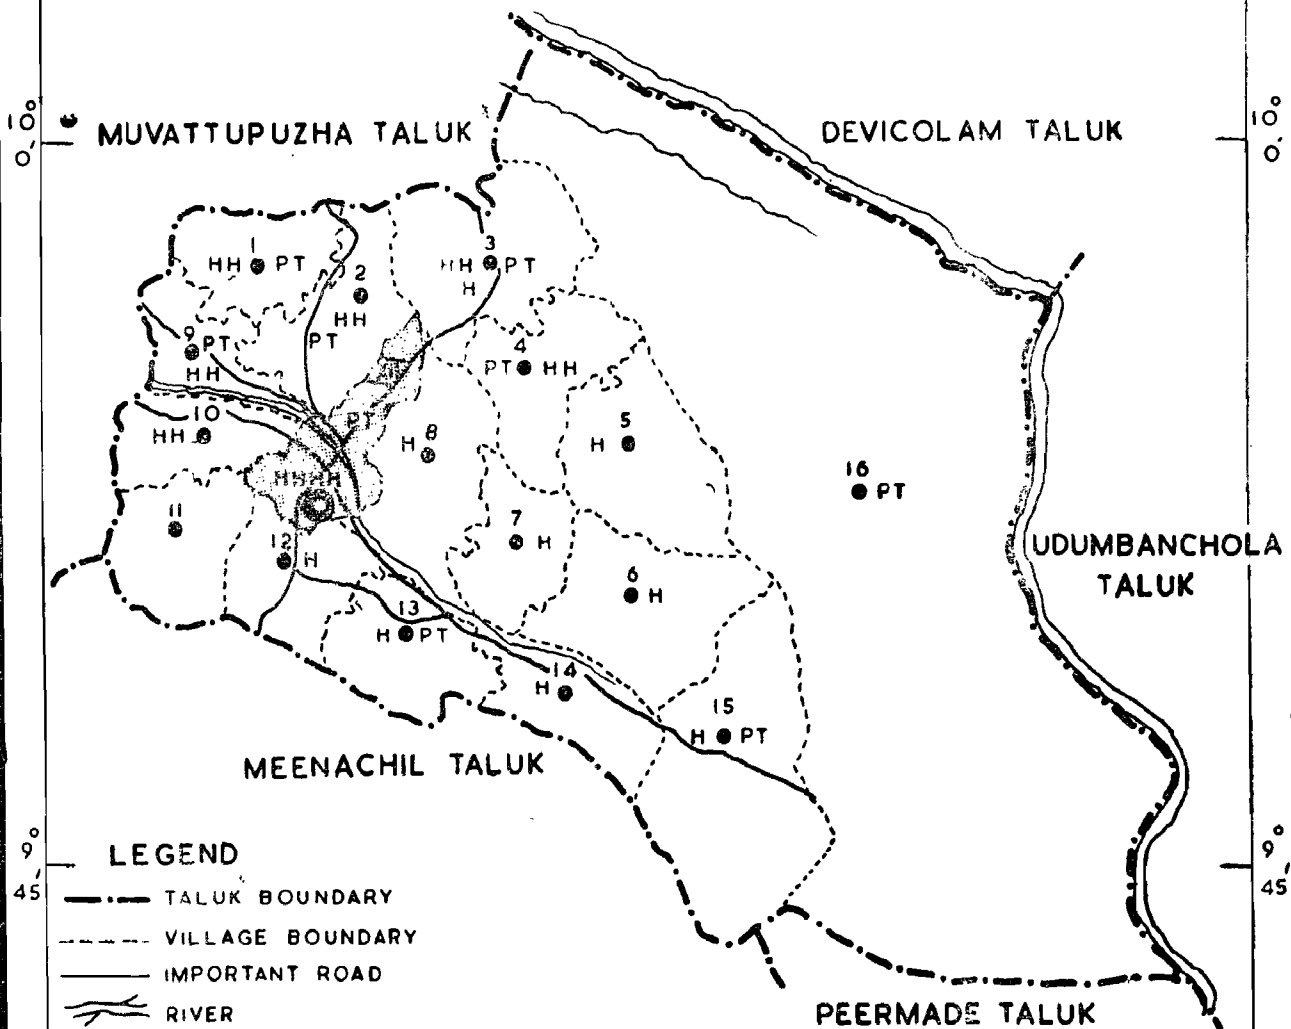 10° 0'
MUVATTUPUZHA TALUK
DEVICOLAM TALUK
10° 0'
1
HH PT
2
HH
3
HH PT
H
9
PT
HH
PT
4
PT HH
10
HH
PT
H 8
5
H
16
PT
HHHH
11
12
H
7
H
6
H
UDUMBANCHOLA
TALUK
13
H PT
14
H
15
H PT
MEENACHIL TALUK
9° 45'
9° 45'
LEGEND
TALUK BOUNDARY
VILLAGE BOUNDARY
IMPORTANT ROAD
RIVER
PEERMADE TALUK